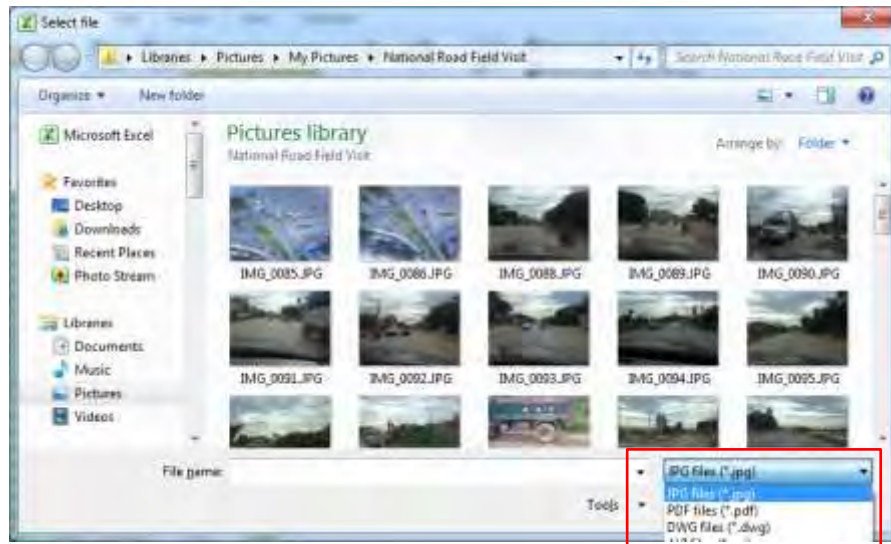 Select file
Libraries ▸ Pictures ▸ My Pictures ▸ National Road Field Visit
Search National Road Field Visit
Organize
New folder
Microsoft Excel
Favorites
Desktop
Downloads
Recent Places
Photo Stream
Libraries
Documents
Music
Pictures
Videos
Pictures library
National Road Field Visit
Arrange by: Folder
IMG_0085.JPG IMG_0086.JPG IMG_0088.JPG IMG_0089.JPG IMG_0090.JPG
IMG_0091.JPG IMG_0092.JPG IMG_0093.JPG IMG_0094.JPG IMG_0095.JPG
File name:
JPG files (*.jpg)
Tools
JPG files (*.jpg)
PDF files (*.pdf)
DWG files (*.dwg)